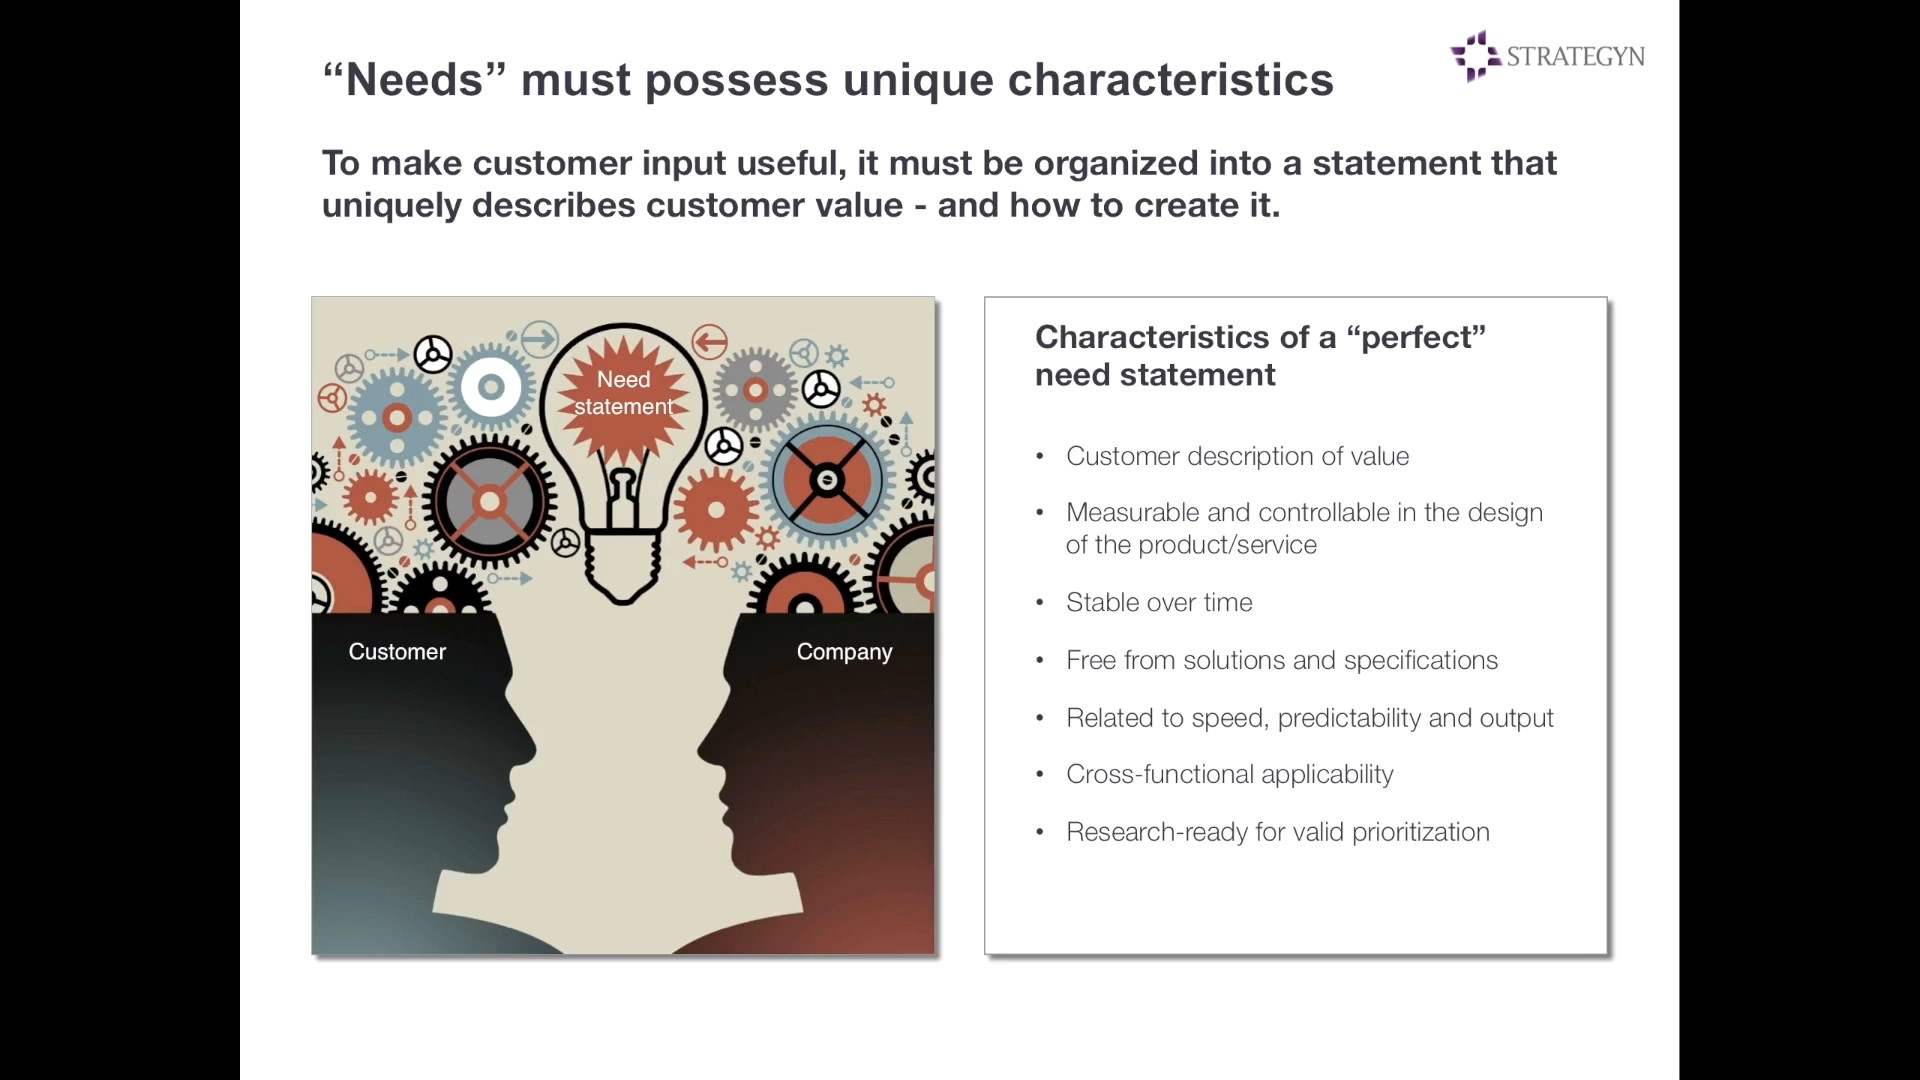 STRATEGYN
“Needs” must possess unique characteristics
To make customer input useful, it must be organized into a statement that
uniquely describes customer value - and how to create it.
Need
statement
Customer
Company
Characteristics of a “perfect”
need statement
• Customer description of value
• Measurable and controllable in the design
of the product/service
• Stable over time
• Free from solutions and specifications
• Related to speed, predictability and output
• Cross-functional applicability
• Research-ready for valid prioritization